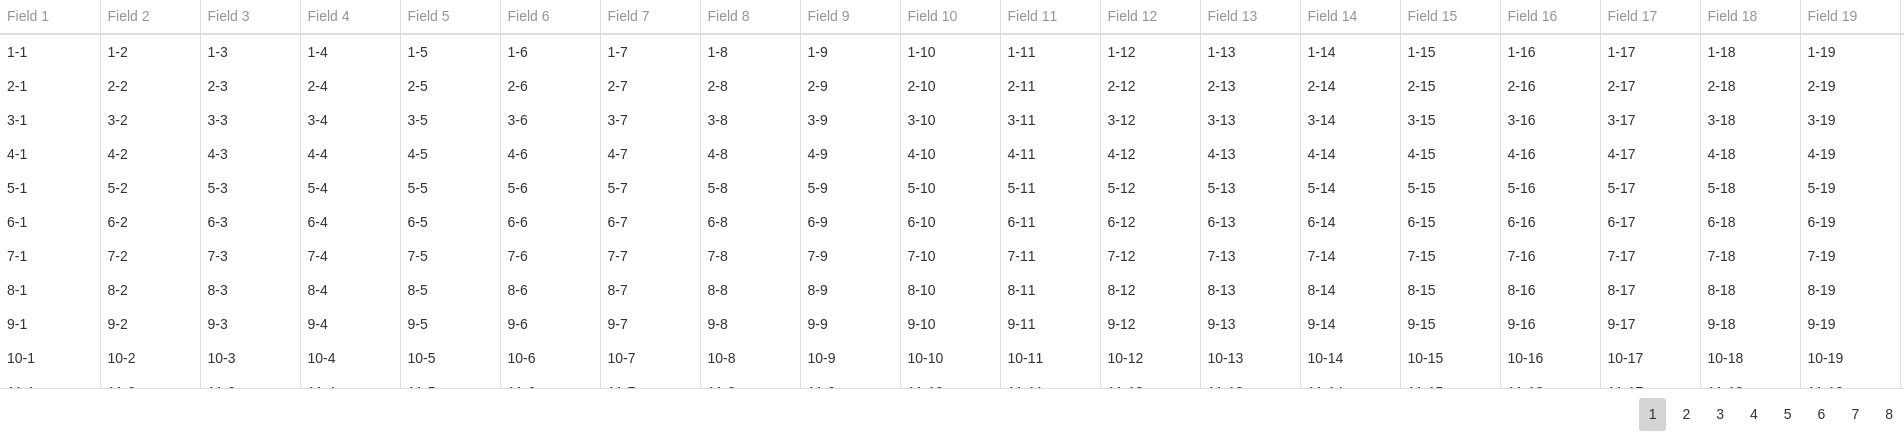 Field 1 Field 2 Field 3 Field 4 Field 5 Field 6 Field 7 Field 8 Field 9 Field 10 Field 11 Field 12 Field 13 Field 14 Field 15 Field 16 Field 17 Field 18 Field 19
1-1 1-2 1-3 1-4 1-5 1-6 1-7 1-8 1-9 1-10 1-11 1-12 1-13 1-14 1-15 1-16 1-17 1-18 1-19
2-1 2-2 2-3 2-4 2-5 2-6 2-7 2-8 2-9 2-10 2-11 2-12 2-13 2-14 2-15 2-16 2-17 2-18 2-19
3-1 3-2 3-3 3-4 3-5 3-6 3-7 3-8 3-9 3-10 3-11 3-12 3-13 3-14 3-15 3-16 3-17 3-18 3-19
4-1 4-2 4-3 4-4 4-5 4-6 4-7 4-8 4-9 4-10 4-11 4-12 4-13 4-14 4-15 4-16 4-17 4-18 4-19
5-1 5-2 5-3 5-4 5-5 5-6 5-7 5-8 5-9 5-10 5-11 5-12 5-13 5-14 5-15 5-16 5-17 5-18 5-19
6-1 6-2 6-3 6-4 6-5 6-6 6-7 6-8 6-9 6-10 6-11 6-12 6-13 6-14 6-15 6-16 6-17 6-18 6-19
7-1 7-2 7-3 7-4 7-5 7-6 7-7 7-8 7-9 7-10 7-11 7-12 7-13 7-14 7-15 7-16 7-17 7-18 7-19
8-1 8-2 8-3 8-4 8-5 8-6 8-7 8-8 8-9 8-10 8-11 8-12 8-13 8-14 8-15 8-16 8-17 8-18 8-19
9-1 9-2 9-3 9-4 9-5 9-6 9-7 9-8 9-9 9-10 9-11 9-12 9-13 9-14 9-15 9-16 9-17 9-18 9-19
10-1 10-2 10-3 10-4 10-5 10-6 10-7 10-8 10-9 10-10 10-11 10-12 10-13 10-14 10-15 10-16 10-17 10-18 10-19
1 2 3 4 5 6 7 8